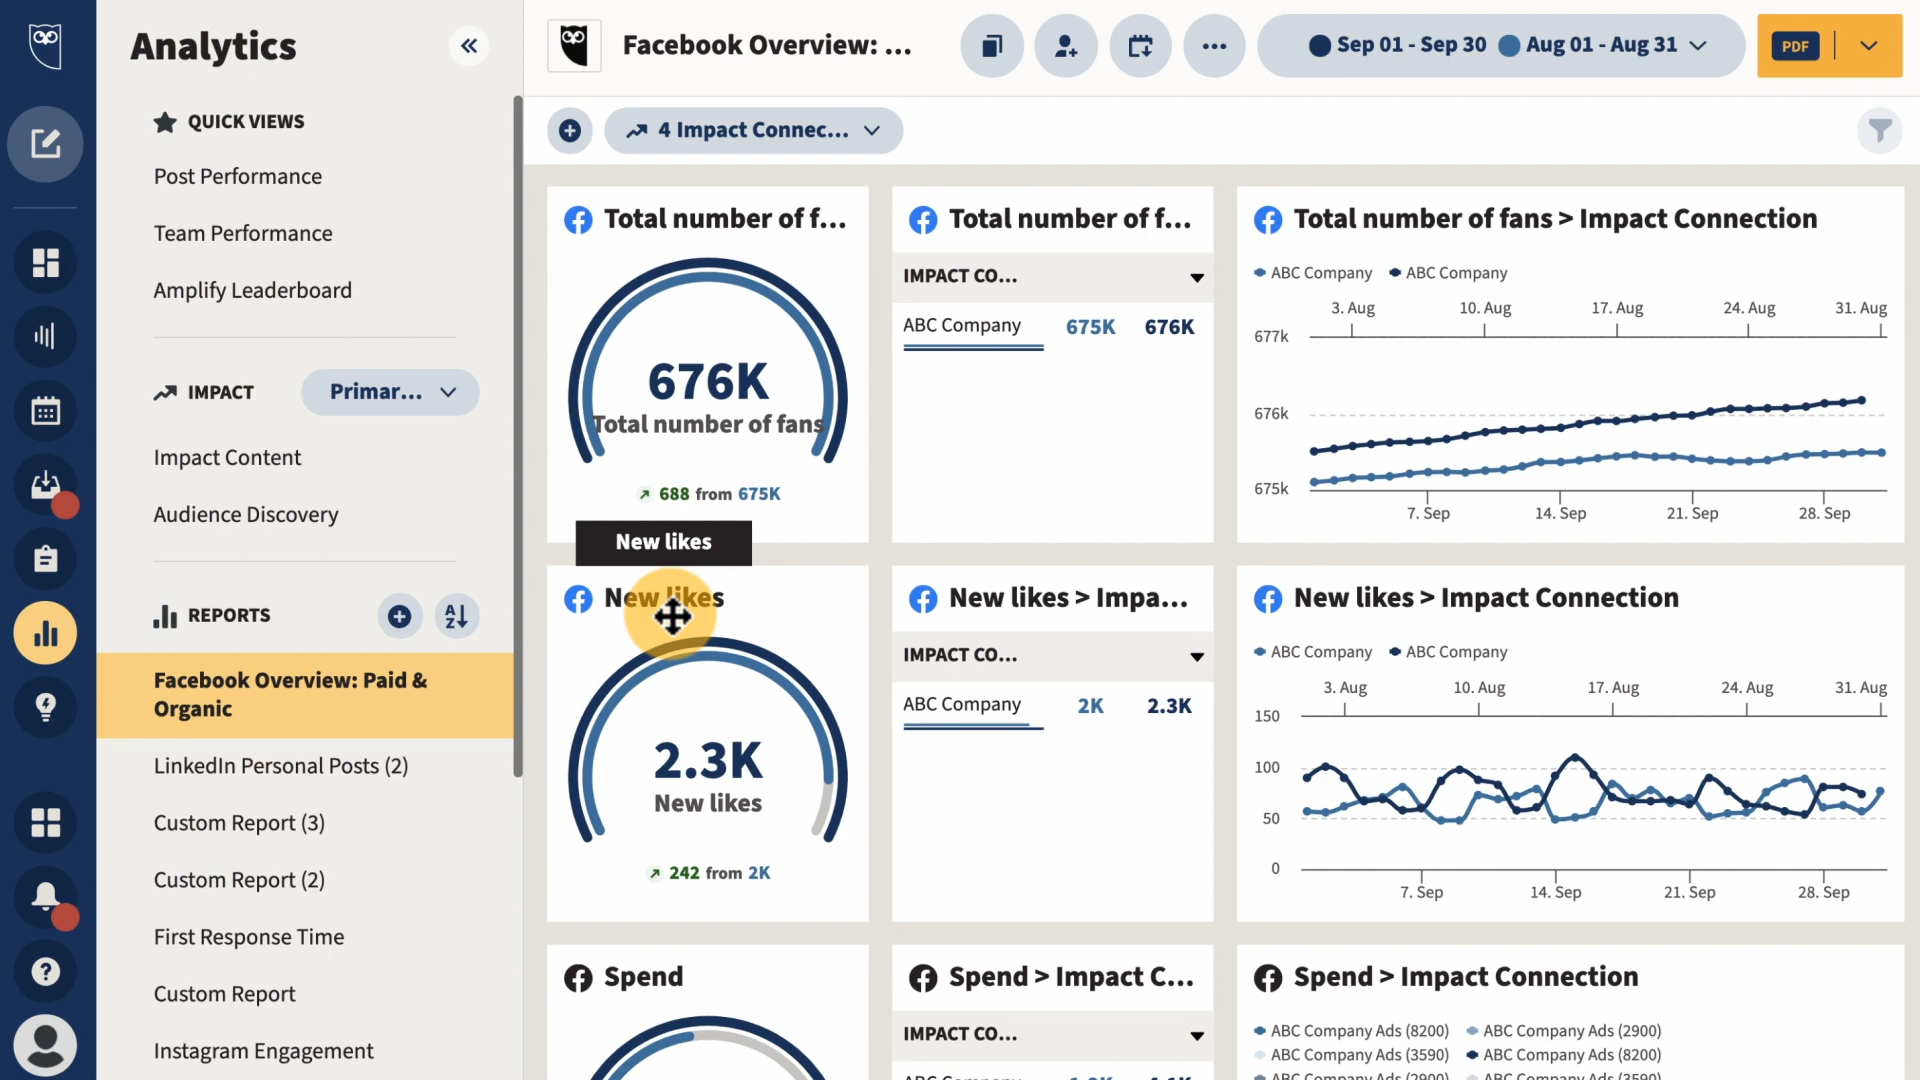 Analytics
QUICK VIEWS
Post Performance
Team Performance
Amplify Leaderboard
IMPACT
Primar...
Impact Content
Audience Discovery
REPORTS
A
Z
Facebook Overview: Paid &
Organic
LinkedIn Personal Posts (2)
Custom Report (3)
Custom Report (2)
First Response Time
Custom Report
Instagram Engagement
?
Facebook Overview: ...
Sep 01 - Sep 30
Aug 01 - Aug 31
PDF
4 Impact Connec...
Total number of f...
676K
Total number of fans
688 from 675K
Total number of f...
IMPACT CO...
ABC Company 675K 676K
Total number of fans > Impact Connection
ABC Company ABC Company
3. Aug 10. Aug 17. Aug 24. Aug 31. Aug
677k
676k
675k
7. Sep 14. Sep 21. Sep 28. Sep
New likes
New likes
2.3K
New likes
242 from 2K
New likes > Impa...
IMPACT CO...
ABC Company 2K 2.3K
New likes > Impact Connection
ABC Company ABC Company
3. Aug 10. Aug 17. Aug 24. Aug 31. Aug
150
100
50
0
7. Sep 14. Sep 21. Sep 28. Sep
Spend
Spend > Impact C...
IMPACT CO...
Spend > Impact Connection
ABC Company Ads (8200) ABC Company Ads (2900)
ABC Company Ads (3590) ABC Company Ads (8200)
ABC Company Ads (2900) ABC Company Ads (3590)